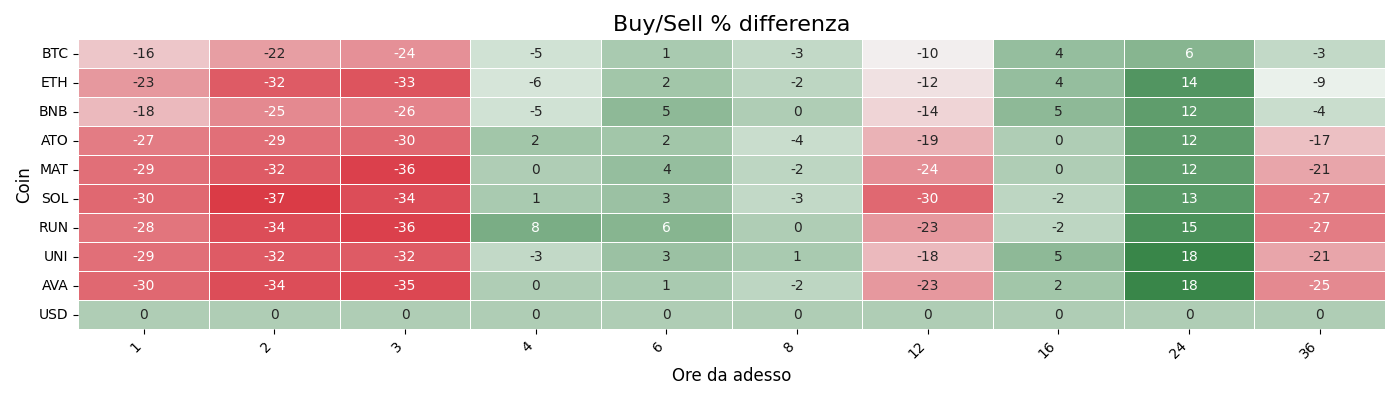 Buy/Sell % differenza
BTC -16 -22 -24 -5 1 -3 -10 4 6 -3
ETH -23 -32 -33 -6 2 -2 -12 4 14 -9
BNB -18 -25 -26 -5 5 0 -14 5 12 -4
ATO -27 -29 -30 2 2 -4 -19 0 12 -17
MAT -29 -32 -36 0 4 -2 -24 0 12 -21
SOL -30 -37 -34 1 3 -3 -30 -2 13 -27
RUN -28 -34 -36 8 6 0 -23 -2 15 -27
UNI -29 -32 -32 -3 3 1 -18 5 18 -21
AVA -30 -34 -35 0 1 -2 -23 2 18 -25
USD 0 0 0 0 0 0 0 0 0 0
Coin
1 2 3 4 6 8 12 16 24 36
Ore da adesso